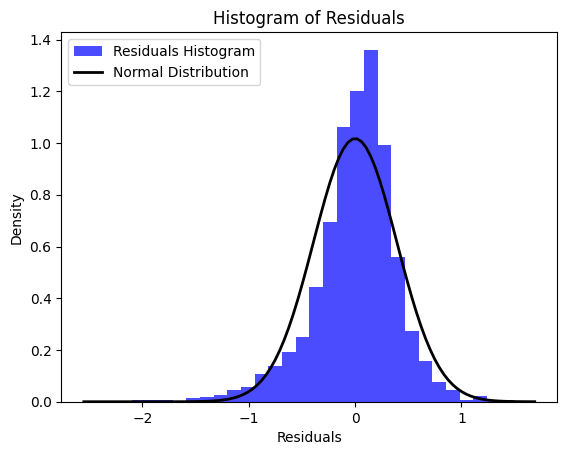 Histogram of Residuals
Residuals Histogram
Normal Distribution
1.4
1.2
1.0
0.8
0.6
0.4
0.2
0.0
Density
−2
−1
0
1
Residuals